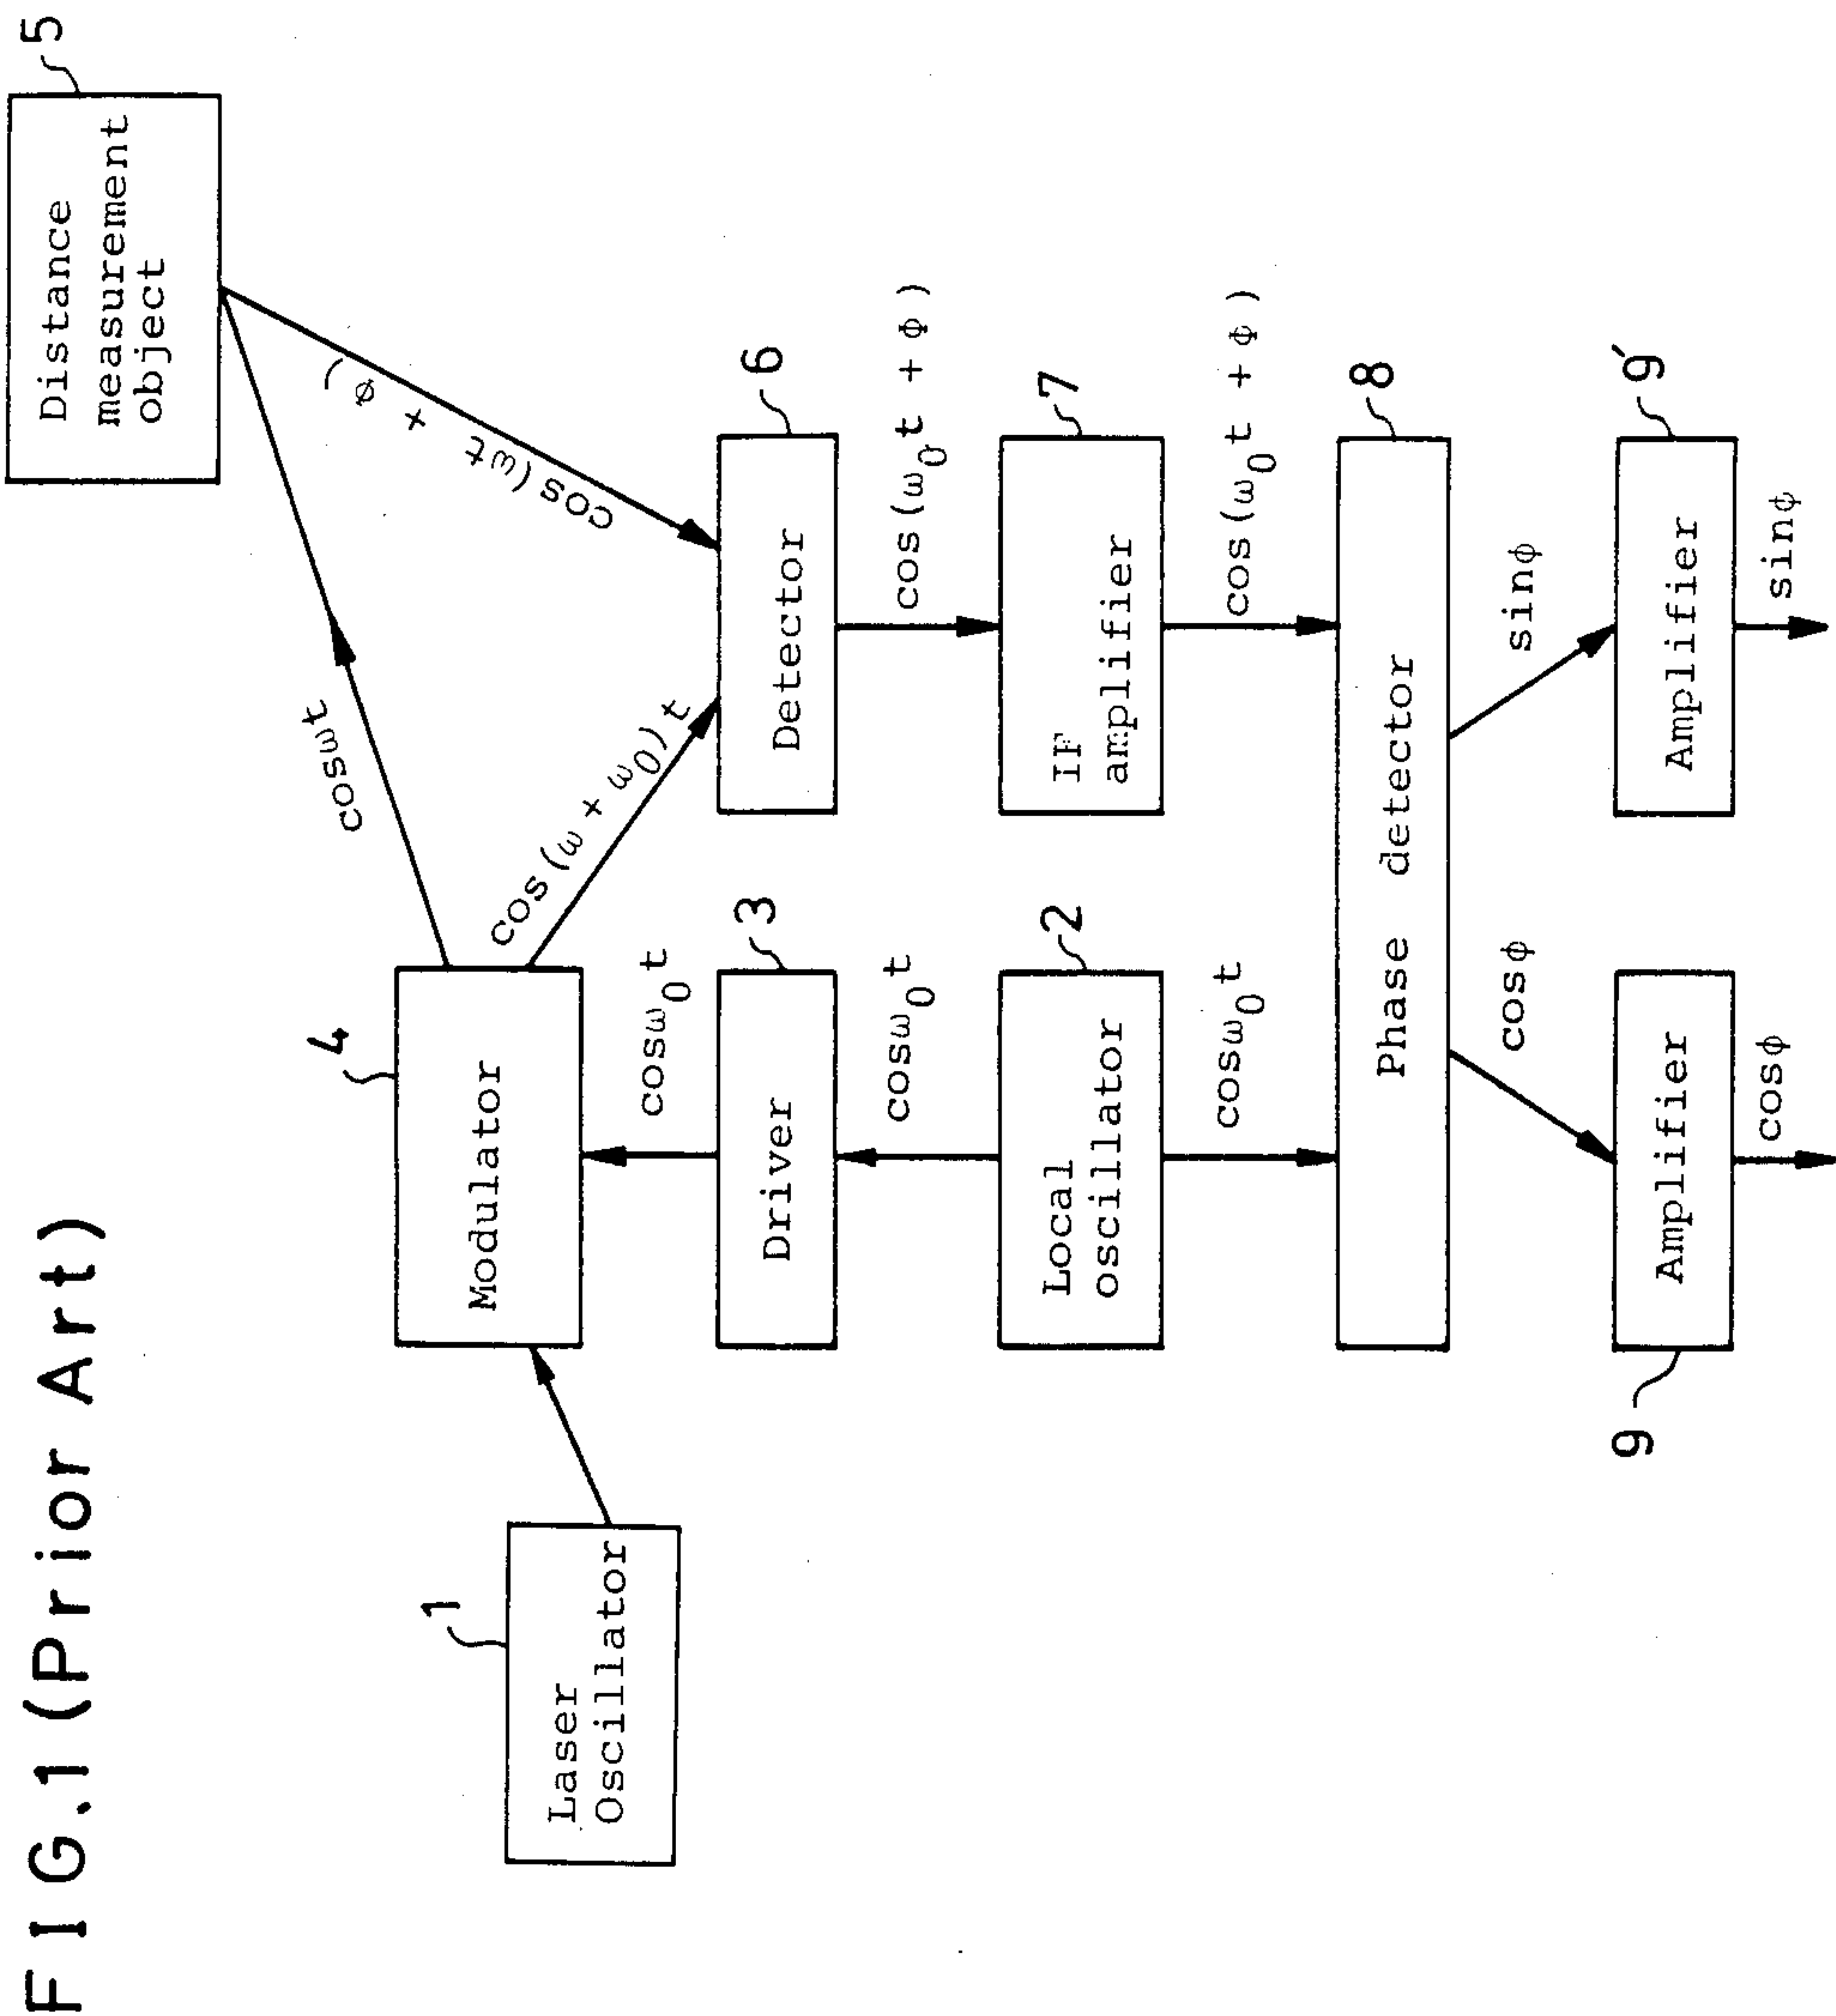 FIG.1 (Prior Art)
5
Distance
measurement
object
4
Modulator
cosωt
cos(ω + ω₀)t
cos(ωt + φ)
1
Laser
Oscillator
cosω₀t
3
Driver
6
Detector
cosω₀t
cos(ω₀t + φ)
2
Local
oscillator
7
IF
amplifier
cosω₀t
cos(ω₀t + φ)
8
Phase detector
cosφ
sinφ
9
Amplifier
9'
Amplifier
cosφ
sinφ